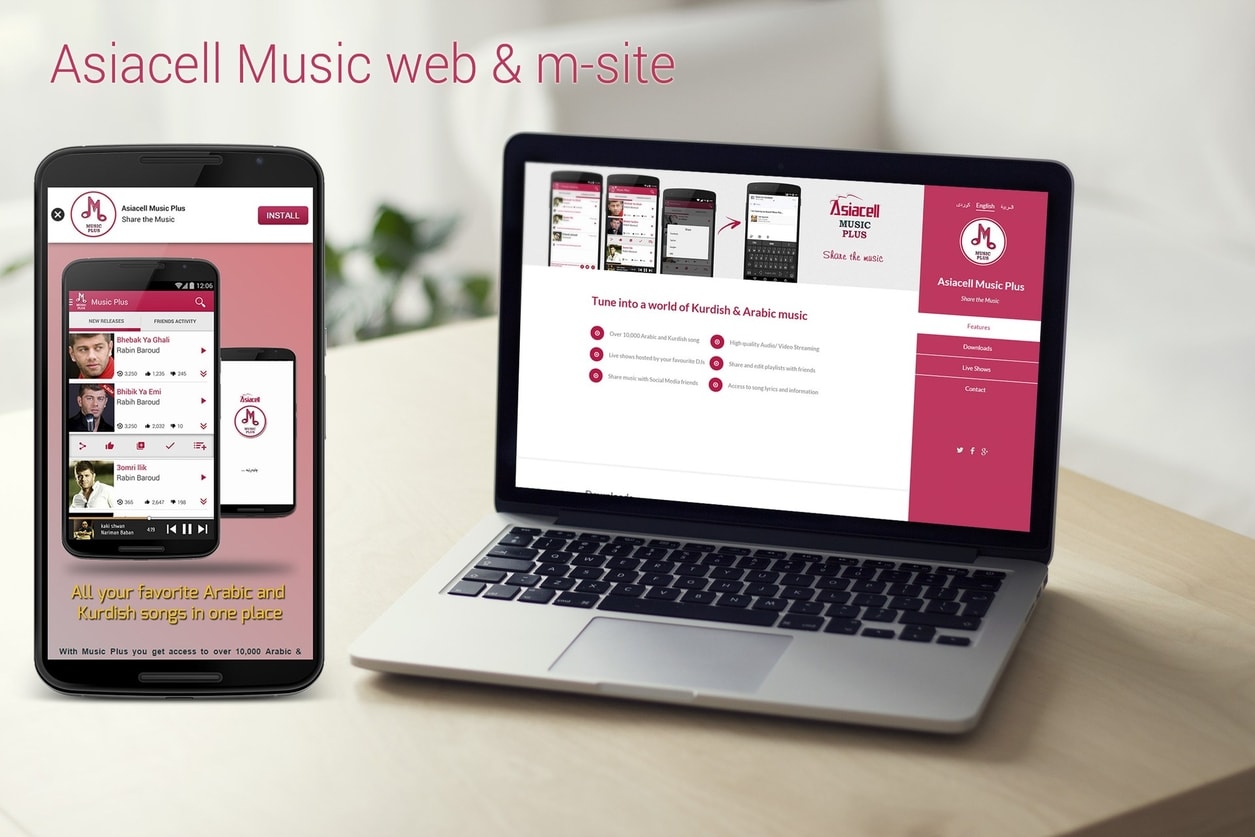 Asiacell Music web & m-site
Asiacell Music Plus
Share the Music
INSTALL
MUSIC
PLUS
12:06
Music Plus
NEW RELEASES
FRIENDS ACTIVITY
Bhebak Ya Ghali
Rabin Baroud
3,250 1,236 245
Bhibik Ya Emi
Rabih Baroud
3,250 2,032 10
3omri Ilik
Rabin Baroud
365 2,647 198
kaki shwan
Nariman Baban
4:19
Asiacell
MUSIC
PLUS
All your favorite Arabic and
Kurdish songs in one place
With Music Plus you get access to over 10,000 Arabic &
Asiacell
MUSIC
PLUS
Share the music
Tune into a world of Kurdish & Arabic music
Over 10,000 Arabic and Kurdish song
Live shows hosted by your favourite DJs
Share music with Social Media friends
High quality Audio/ Video Streaming
Share and edit playlists with friends
Access to song lyrics and information
کوردی English العربية
MUSIC
PLUS
Asiacell Music Plus
Share the Music
Features
Downloads
Live Shows
Contact